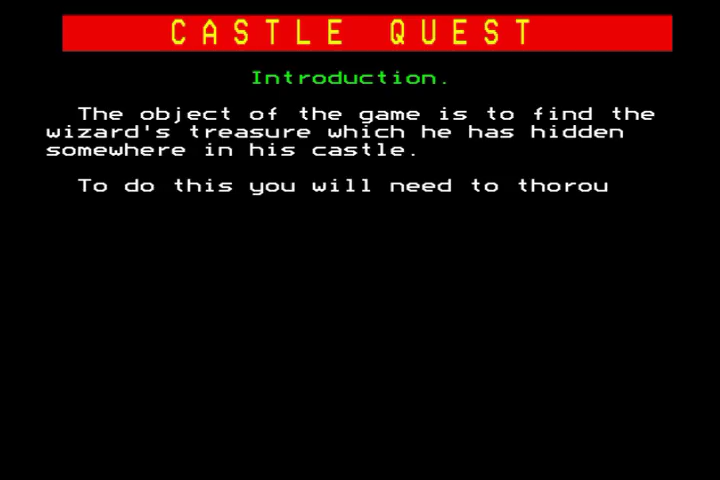 CASTLE QUEST
Introduction.
The object of the game is to find the
wizard's treasure which he has hidden
somewhere in his castle.
To do this you will need to thorou